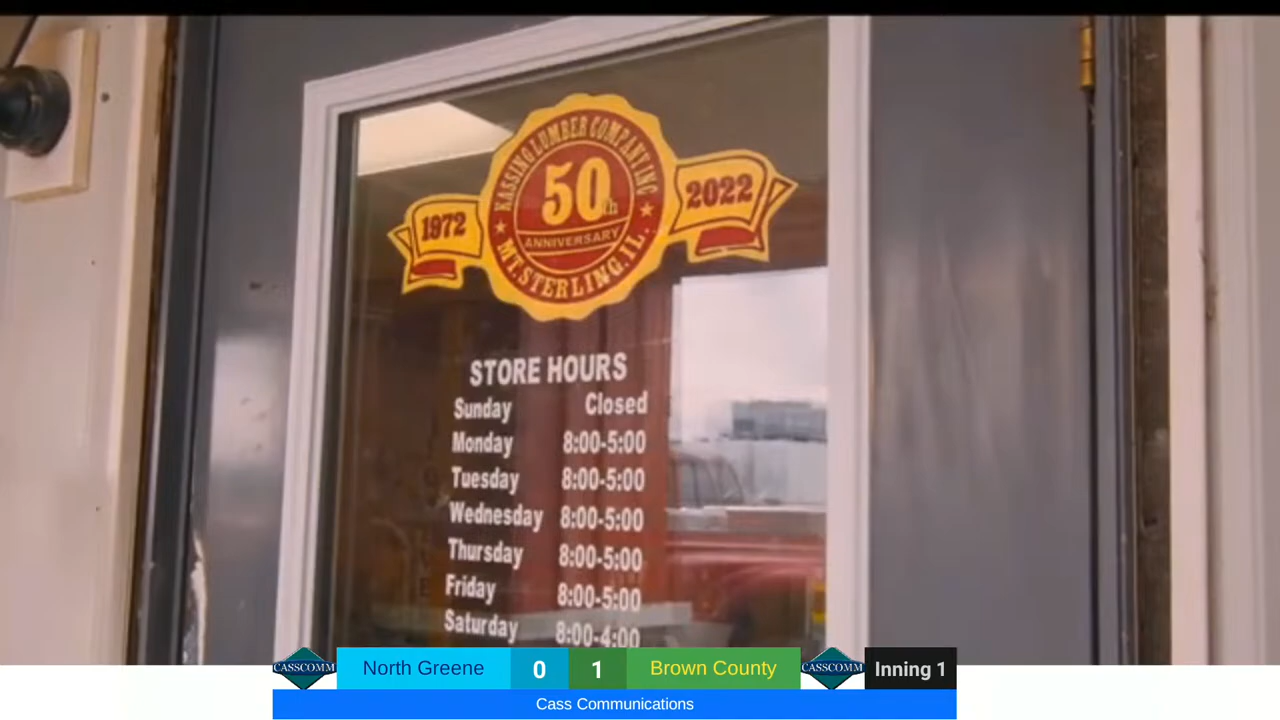 KASSING LUMBER COMPANY INC
1972
50th
2022
ANNIVERSARY
MT. STERLING. IL.
STORE HOURS
Sunday Closed
Monday 8:00-5:00
Tuesday 8:00-5:00
Wednesday 8:00-5:00
Thursday 8:00-5:00
Friday 8:00-5:00
Saturday 8:00-4:00
CASSCOMM North Greene 0 1 Brown County CASSCOMM Inning 1
Cass Communications